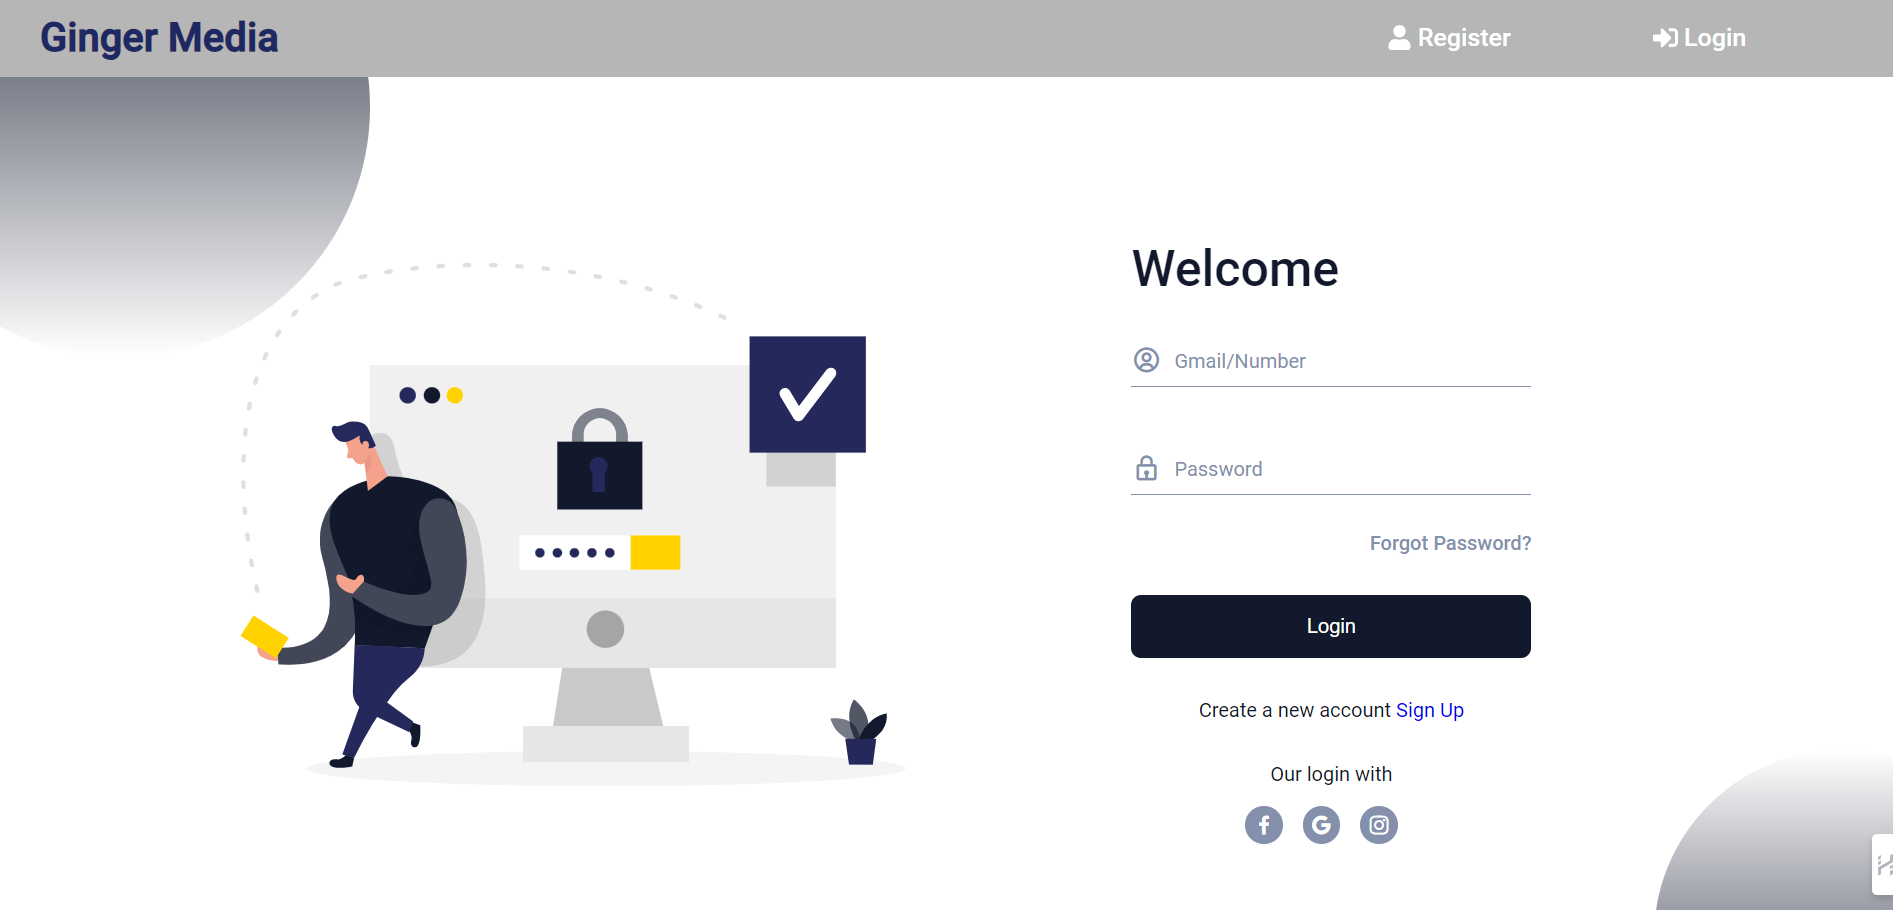 Ginger Media
Register
Login
Welcome
Gmail/Number
Password
Forgot Password?
Login
Create a new account Sign Up
Our login with